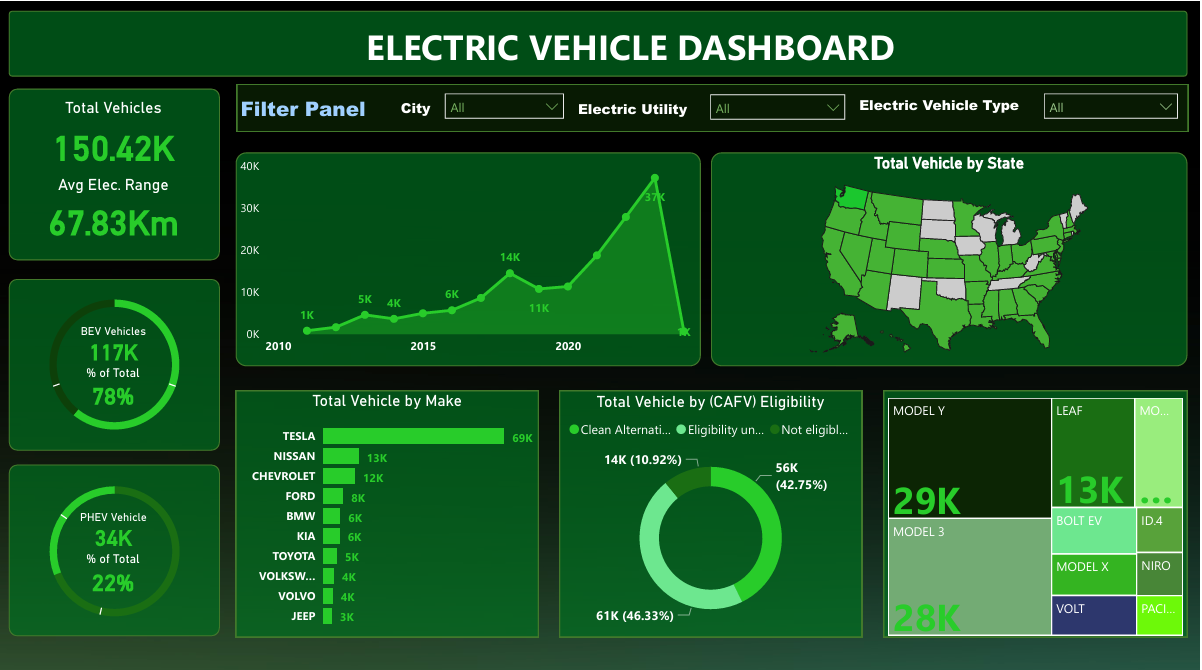 ELECTRIC VEHICLE DASHBOARD
Total Vehicles
150.42K
Avg Elec. Range
67.83Km
Filter Panel
City
All
Electric Utility
All
Electric Vehicle Type
All
BEV Vehicles
117K
% of Total
78%
PHEV Vehicle
34K
% of Total
22%
40K
30K
20K
10K
0K
1K
5K
4K
6K
14K
11K
37K
2010
2015
2020
Total Vehicle by State
Total Vehicle by Make
TESLA 69K
NISSAN 13K
CHEVROLET 12K
FORD 8K
BMW 6K
KIA 6K
TOYOTA 5K
VOLKSW... 4K
VOLVO 4K
JEEP 3K
Total Vehicle by (CAFV) Eligibility
Clean Alternati... Eligibility un... Not eligibl...
14K (10.92%)
56K
(42.75%)
61K (46.33%)
MODEL Y
29K
MODEL 3
28K
LEAF
13K
MO...
...
BOLT EV
ID.4
MODEL X
NIRO
VOLT
PACI...